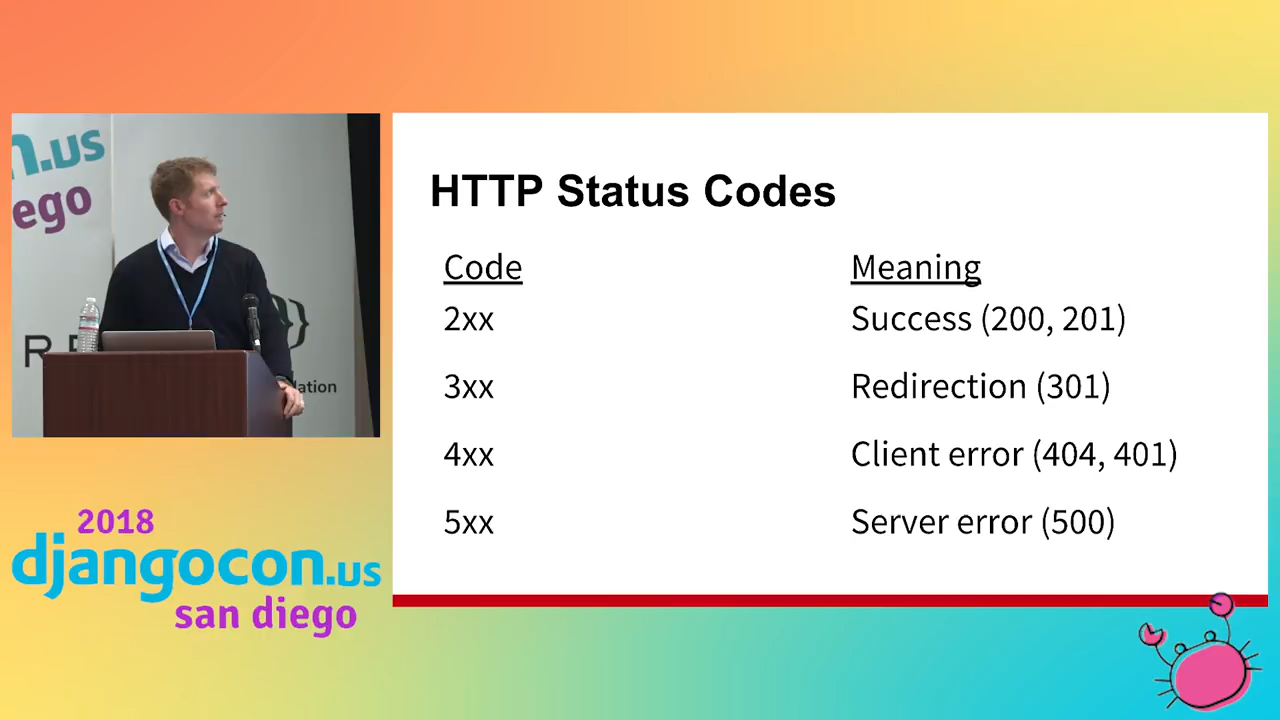 n.us
ego
R
lation
2018
djangocon.us
san diego
HTTP Status Codes
Code Meaning
2xx Success (200, 201)
3xx Redirection (301)
4xx Client error (404, 401)
5xx Server error (500)